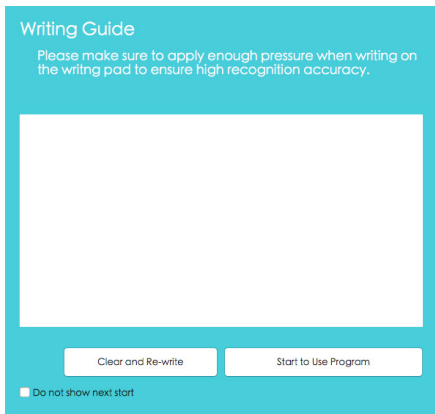 Writing Guide
Please make sure to apply enough pressure when writing on
the writng pad to ensure high recognition accuracy.
Clear and Re-write
Start to Use Program
Do not show next start